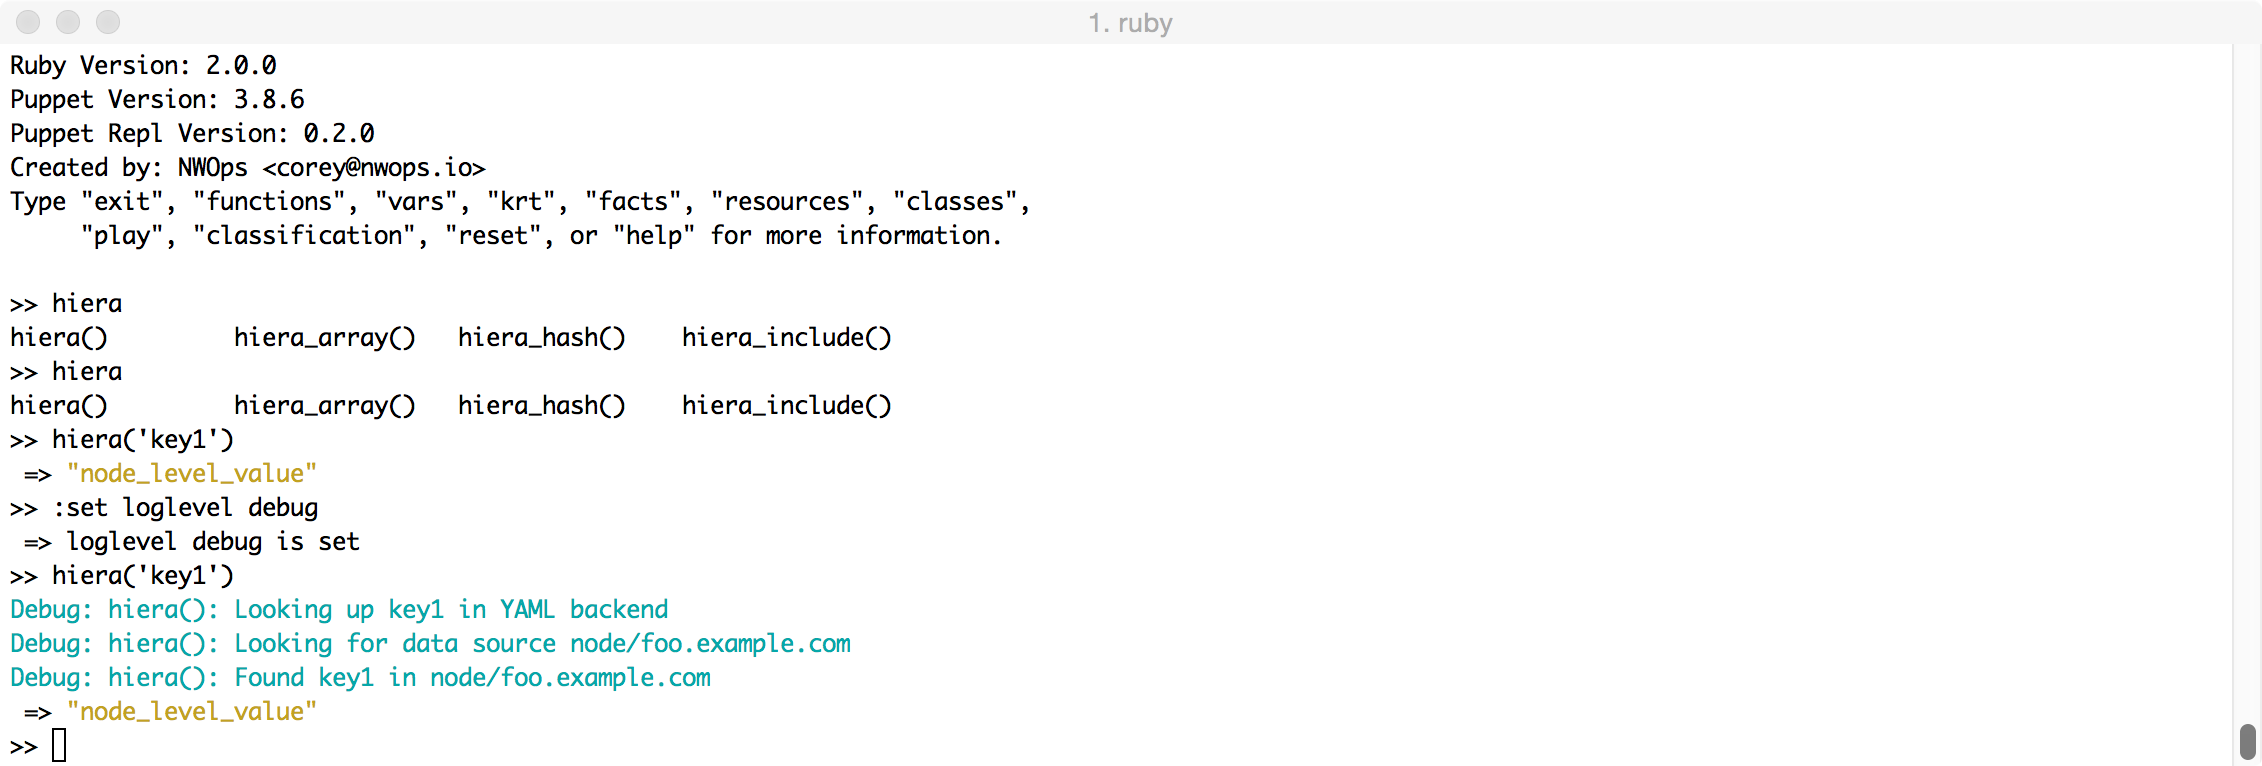 1. ruby
Ruby Version: 2.0.0
Puppet Version: 3.8.6
Puppet Repl Version: 0.2.0
Created by: NWOps <corey@nwops.io>
Type "exit", "functions", "vars", "krt", "facts", "resources", "classes",
     "play", "classification", "reset", or "help" for more information.
>> hiera
hiera()         hiera_array()   hiera_hash()    hiera_include()
>> hiera
hiera()         hiera_array()   hiera_hash()    hiera_include()
>> hiera('key1')
 => "node_level_value"
>> :set loglevel debug
 => loglevel debug is set
>> hiera('key1')
Debug: hiera(): Looking up key1 in YAML backend
Debug: hiera(): Looking for data source node/foo.example.com
Debug: hiera(): Found key1 in node/foo.example.com
 => "node_level_value"
>>